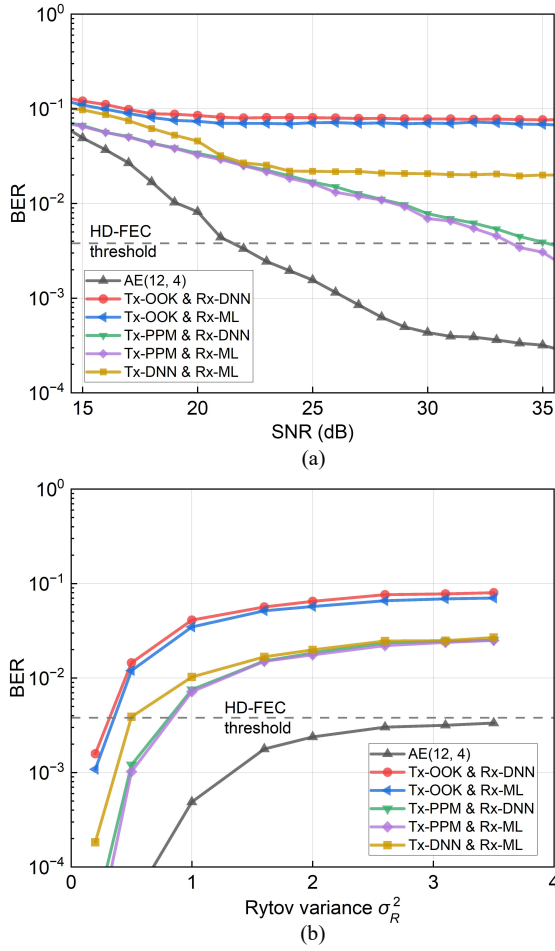 10⁰
10⁻¹
10⁻²
10⁻³
10⁻⁴
BER
HD-FEC
threshold
AE(12, 4)
Tx-OOK & Rx-DNN
Tx-OOK & Rx-ML
Tx-PPM & Rx-DNN
Tx-PPM & Rx-ML
Tx-DNN & Rx-ML
15 20 25 30 35
SNR (dB)
(a)
10⁰
10⁻¹
10⁻²
10⁻³
10⁻⁴
BER
HD-FEC
threshold
AE(12, 4)
Tx-OOK & Rx-DNN
Tx-OOK & Rx-ML
Tx-PPM & Rx-DNN
Tx-PPM & Rx-ML
Tx-DNN & Rx-ML
0 1 2 3 4
Rytov variance σ_R^2
(b)